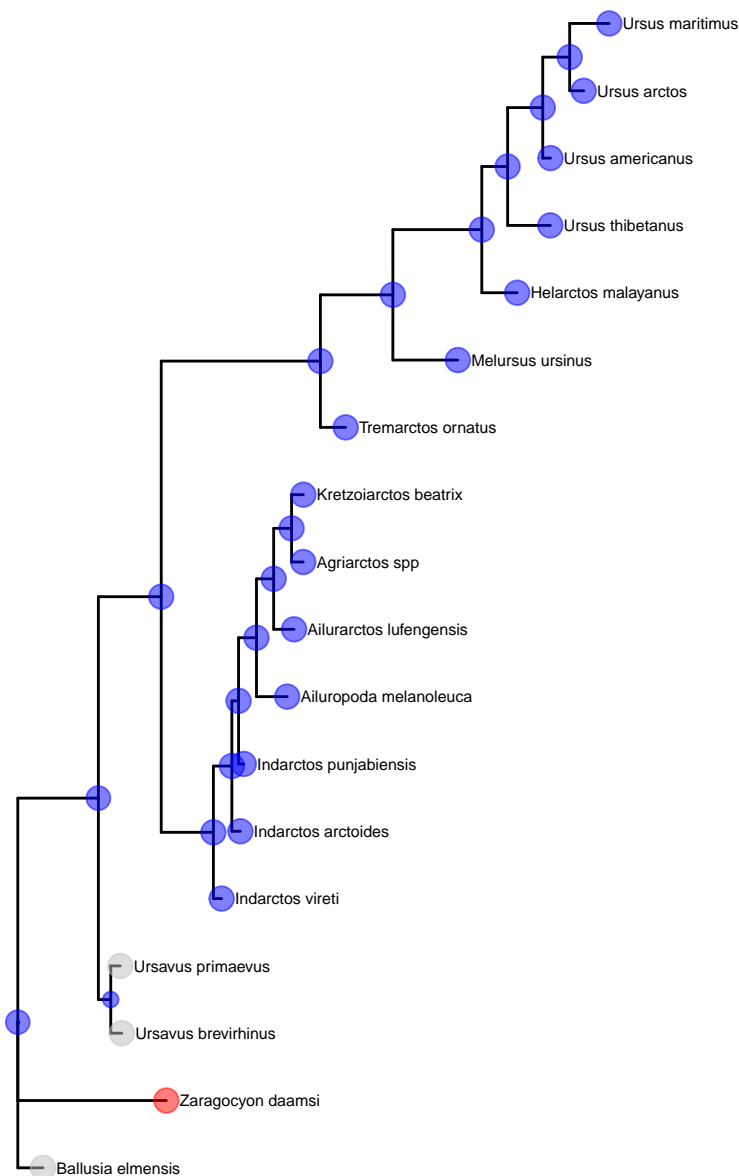 Ursus maritimus
Ursus arctos
Ursus americanus
Ursus thibetanus
Helarctos malayanus
Melursus ursinus
Tremarctos ornatus
Kretzoiarctos beatrix
Agriarctos spp
Ailurarctos lufengensis
Ailuropoda melanoleuca
Indarctos punjabiensis
Indarctos arctoides
Indarctos vireti
Ursavus primaevus
Ursavus brevirhinus
Zaragocyon daamsi
Ballusia elmensis